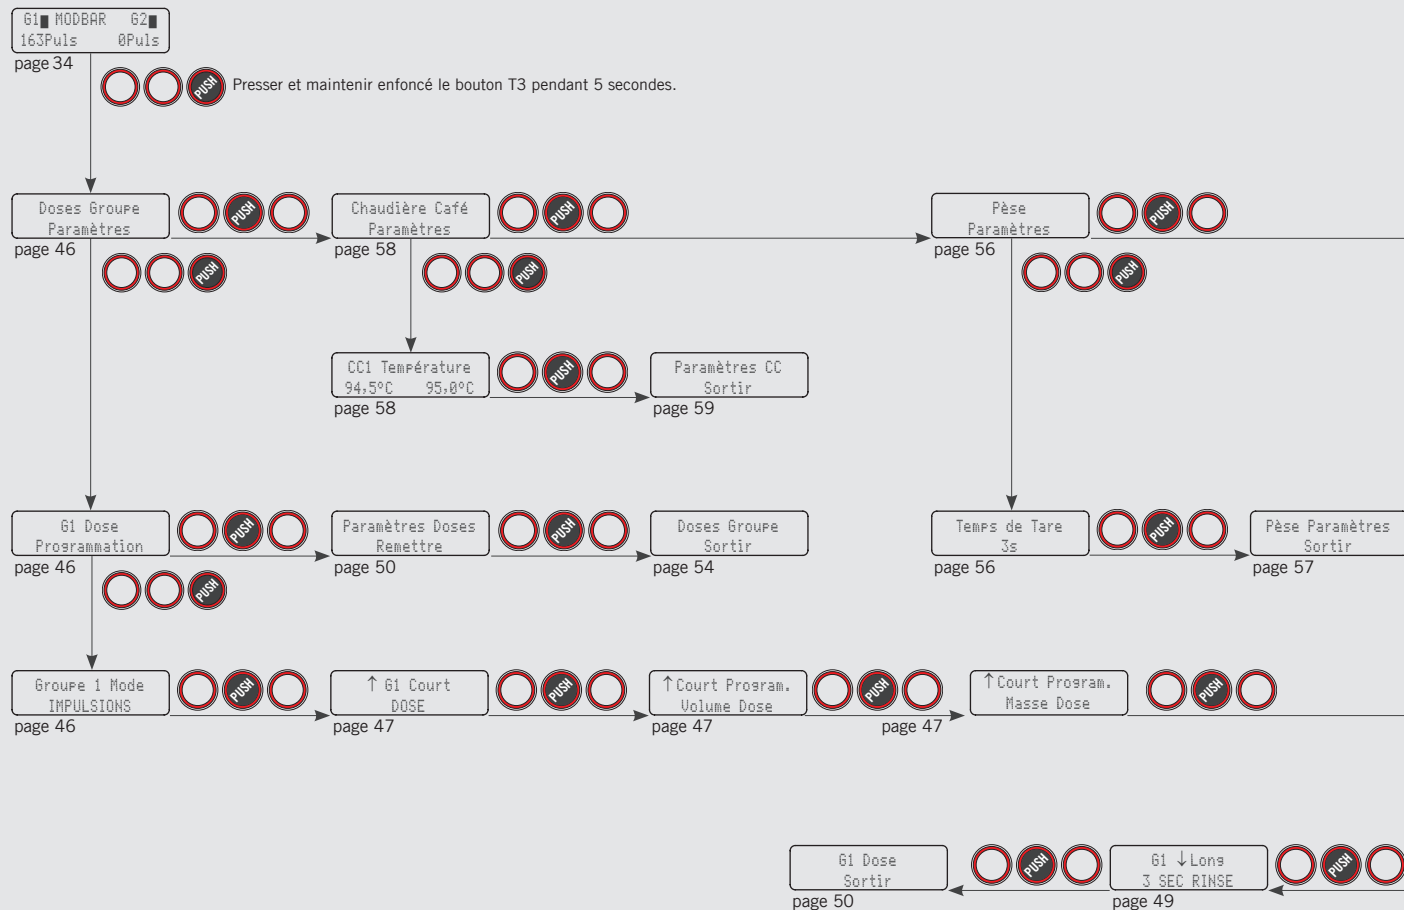 G1 MODBAR G2
163Puls 0Puls
page 34
PUSH
Presser et maintenir enfoncé le bouton T3 pendant 5 secondes.
Doses Groupe
Paramètres
page 46
PUSH
Chaudière Café
Paramètres
page 58
PUSH
Pèse
Paramètres
page 56
PUSH
PUSH
PUSH
PUSH
CC1 Température
94,5°C 95,0°C
page 58
PUSH
Paramètres CC
Sortir
page 59
G1 Dose
Programmation
page 46
PUSH
Paramètres Doses
Remettre
page 50
PUSH
Doses Groupe
Sortir
page 54
Temps de Tare
3s
page 56
PUSH
Pèse Paramètres
Sortir
page 57
PUSH
Groupe 1 Mode
IMPULSIONS
page 46
PUSH
↑ G1 Court
DOSE
page 47
PUSH
↑Court Program.
Volume Dose
page 47
PUSH
page 47
↑Court Program.
Masse Dose
PUSH
G1 Dose
Sortir
page 50
PUSH
G1 ↓Long
3 SEC RINSE
page 49
PUSH